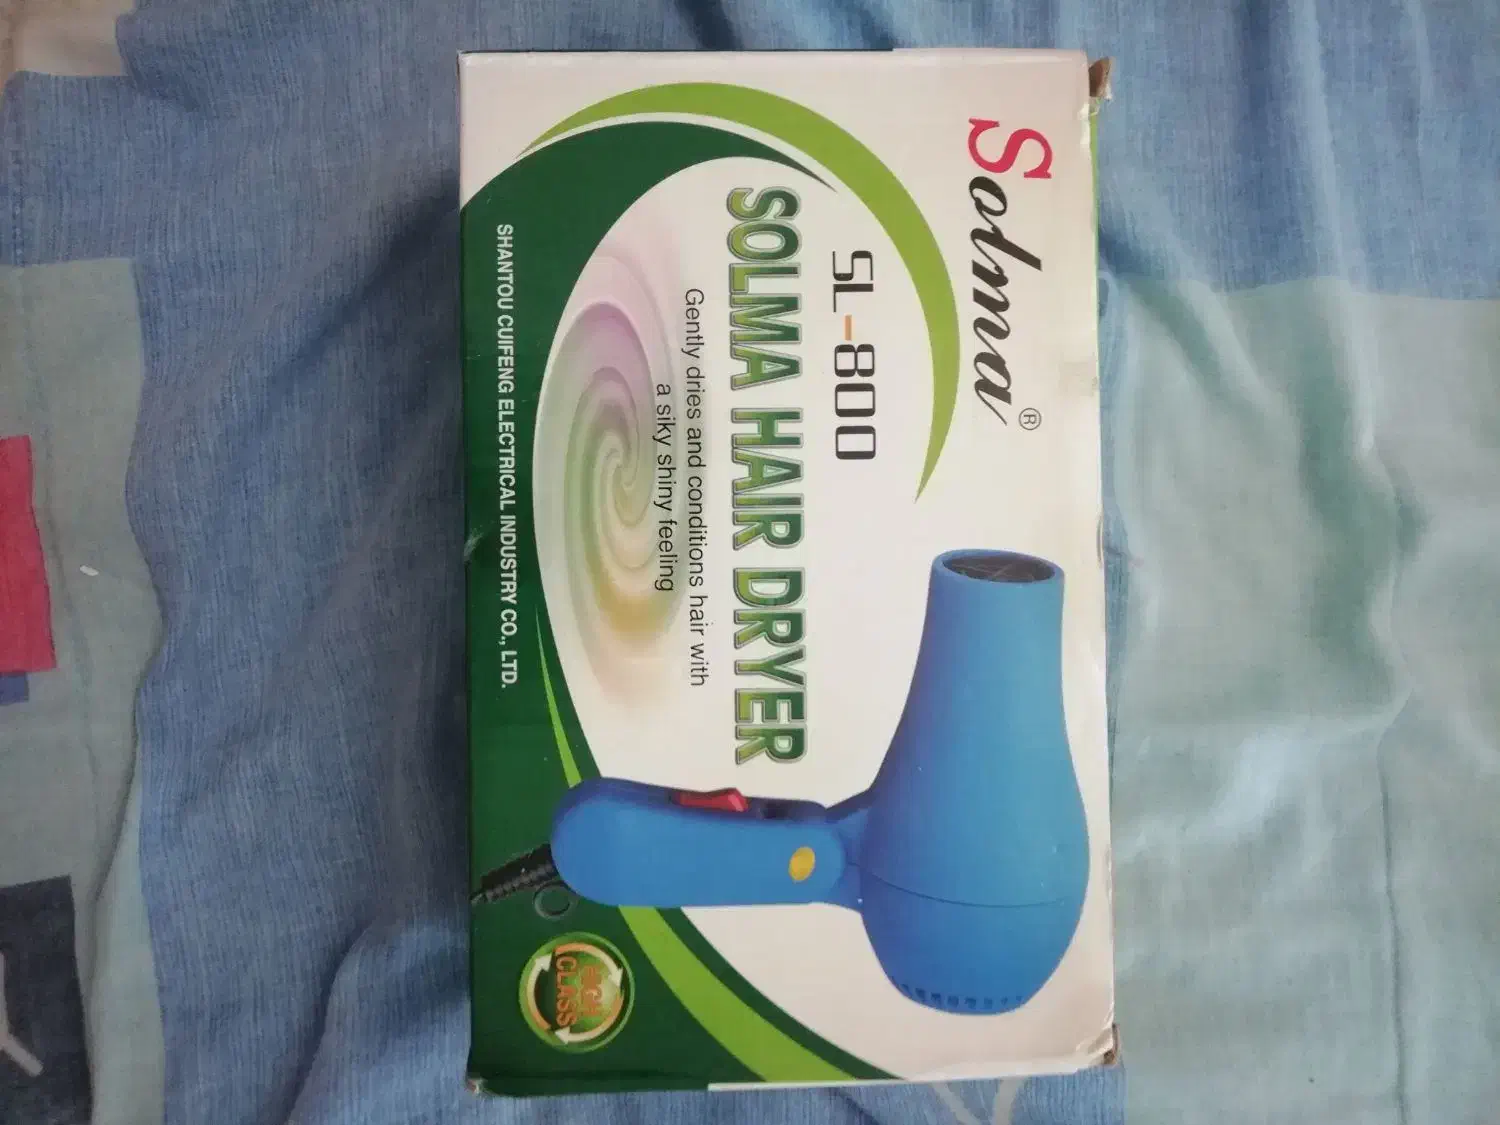 Solma®
SL-800
SOLMA HAIR DRYER
Gently dries and conditions hair with
a siky shiny feeling
SHANTOU CUIFENG ELECTRICAL INDUSTRY CO., LTD.
HIGH
CLASS